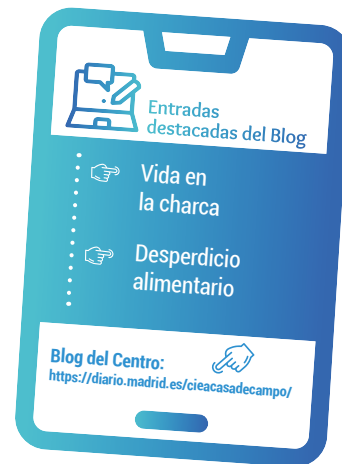 Entradas
destacadas del Blog
Vida en
la charca
Desperdicio
alimentario
Blog del Centro:
https://diario.madrid.es/cieacasadecampo/